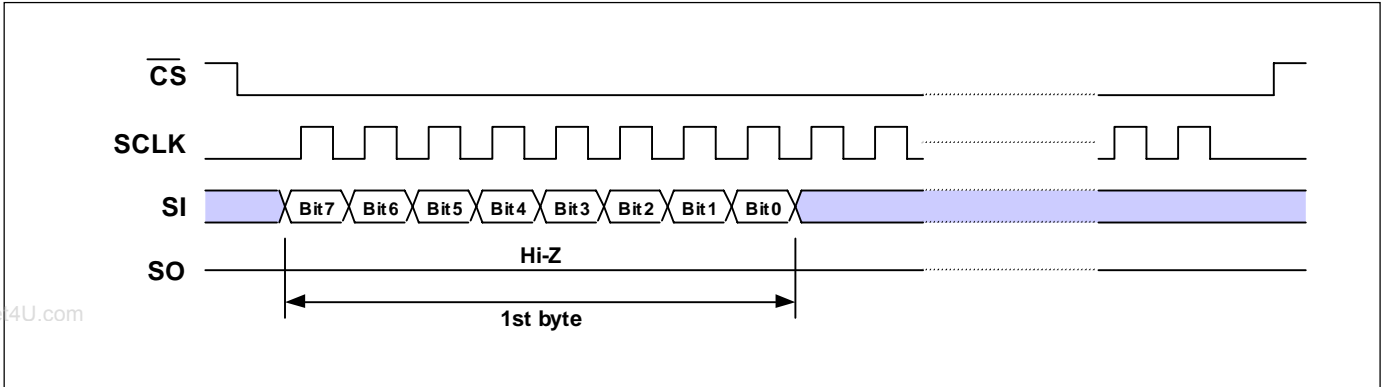 CS
SCLK
SI Bit7 Bit6 Bit5 Bit4 Bit3 Bit2 Bit1 Bit0
Hi-Z
SO
1st byte